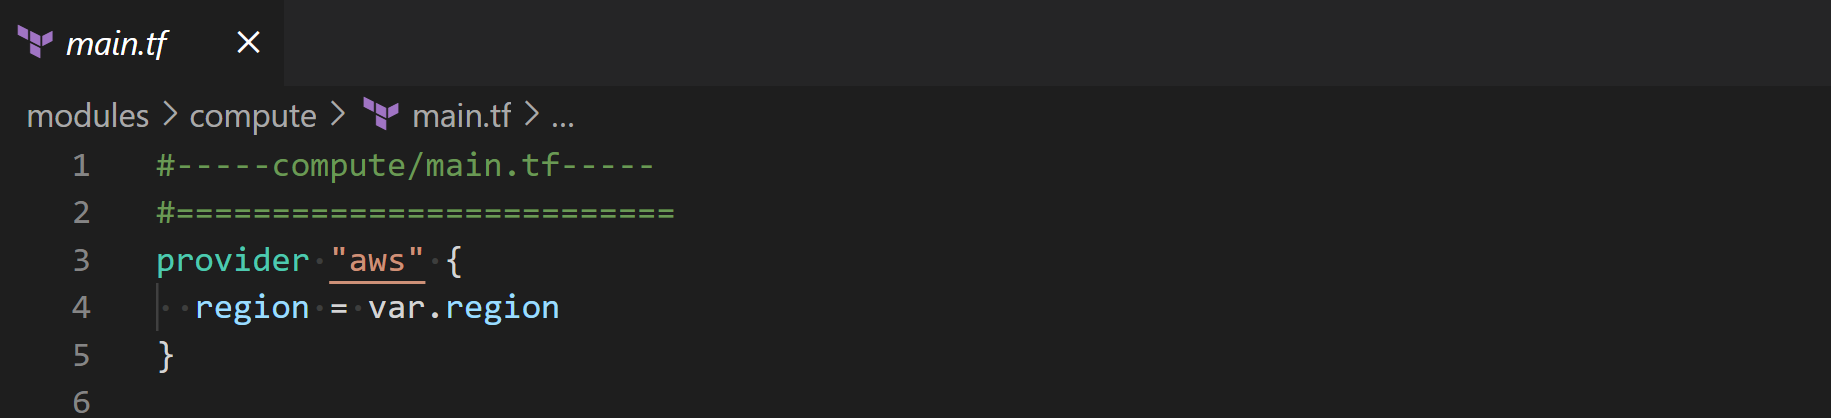 main.tf
modules > compute > main.tf > ...
1 #-----compute/main.tf-----
2 #==========================
3 provider "aws" {
4   region = var.region
5 }
6